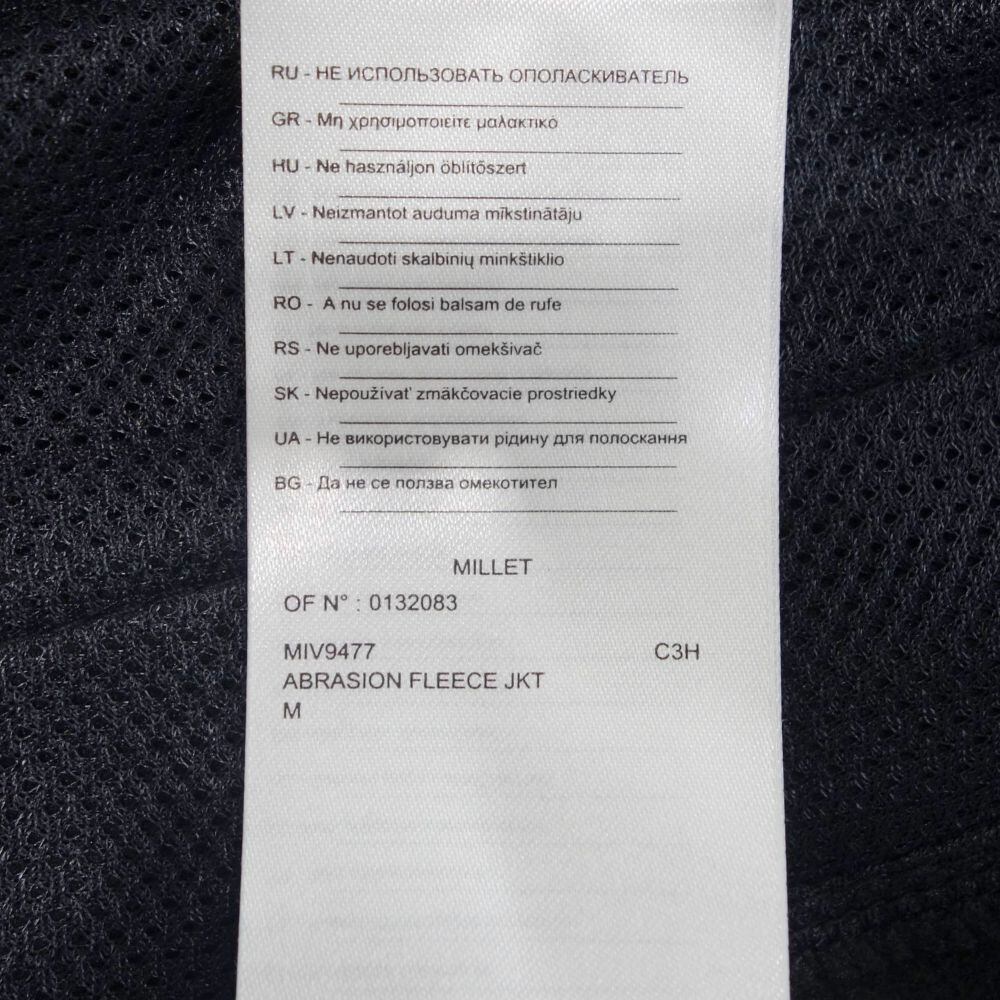 RU - НЕ ИСПОЛЬЗОВАТЬ ОПОЛАСКИВАТЕЛЬ
GR - Μη χρησιμοποιείτε μαλακτικό
HU - Ne használjon öblítőszert
LV - Neizmantot auduma mīkstinātāju
LT - Nenaudoti skalbinių minkštiklio
RO - A nu se folosi balsam de rufe
RS - Ne uporebljavati omekšivač
SK - Nepoužívať zmäkčovacie prostriedky
UA - Не використовувати рідину для полоскання
BG - Да не се ползва омекотител
MILLET
OF N° : 0132083
MIV9477 C3H
ABRASION FLEECE JKT
M